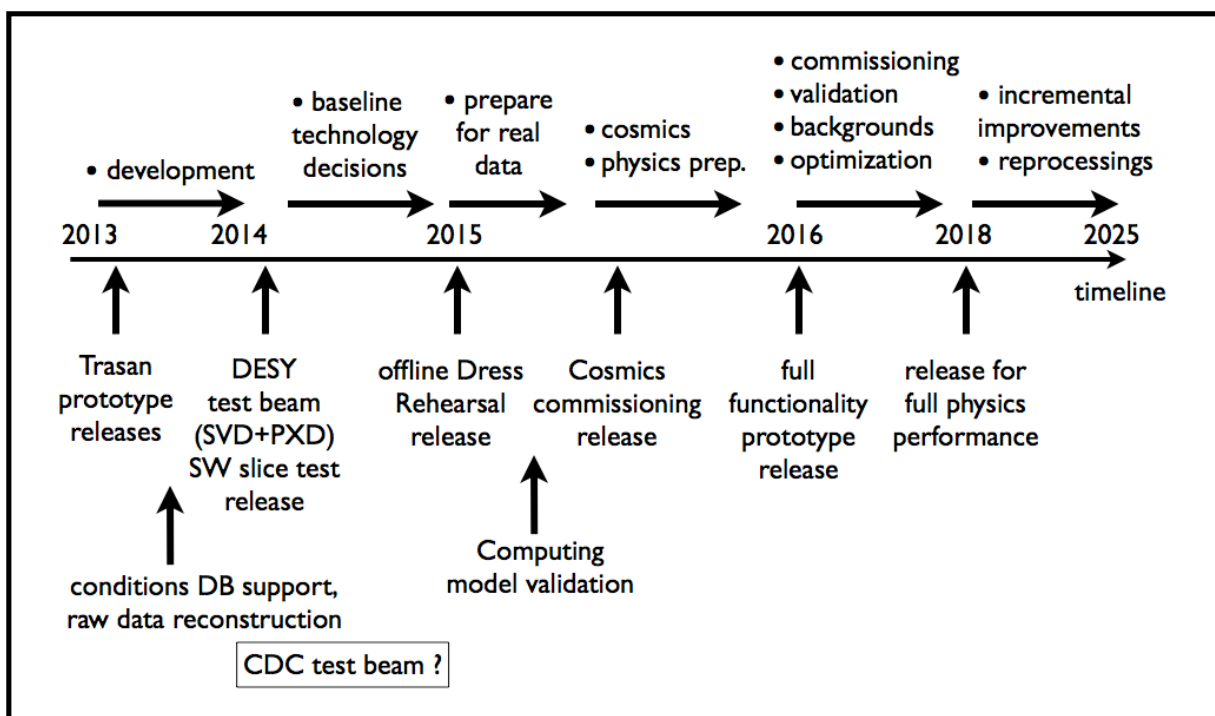 • development
• baseline
technology
decisions
• prepare
for real
data
• cosmics
• physics prep.
• commissioning
• validation
• backgrounds
• optimization
• incremental
improvements
• reprocessings
2013
2014
2015
2016
2018
2025
timeline
Trasan
prototype
releases
DESY
test beam
(SVD+PXD)
SW slice test
release
offline Dress
Rehearsal
release
Cosmics
commissioning
release
full
functionality
prototype
release
release for
full physics
performance
conditions DB support,
raw data reconstruction
Computing
model validation
CDC test beam ?